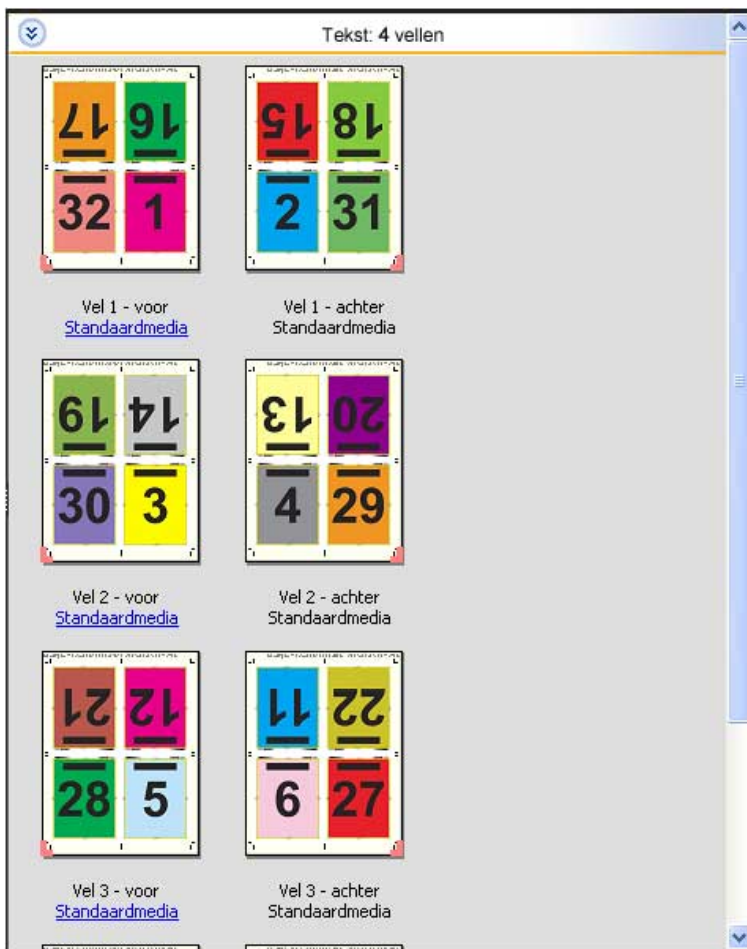 Tekst: 4 vellen
17 16
32 1
15 18
2 31
Vel 1 - voor
Standaardmedia
Vel 1 - achter
Standaardmedia
19 14
30 3
13 20
4 29
Vel 2 - voor
Standaardmedia
Vel 2 - achter
Standaardmedia
21 12
28 5
11 22
6 27
Vel 3 - voor
Standaardmedia
Vel 3 - achter
Standaardmedia